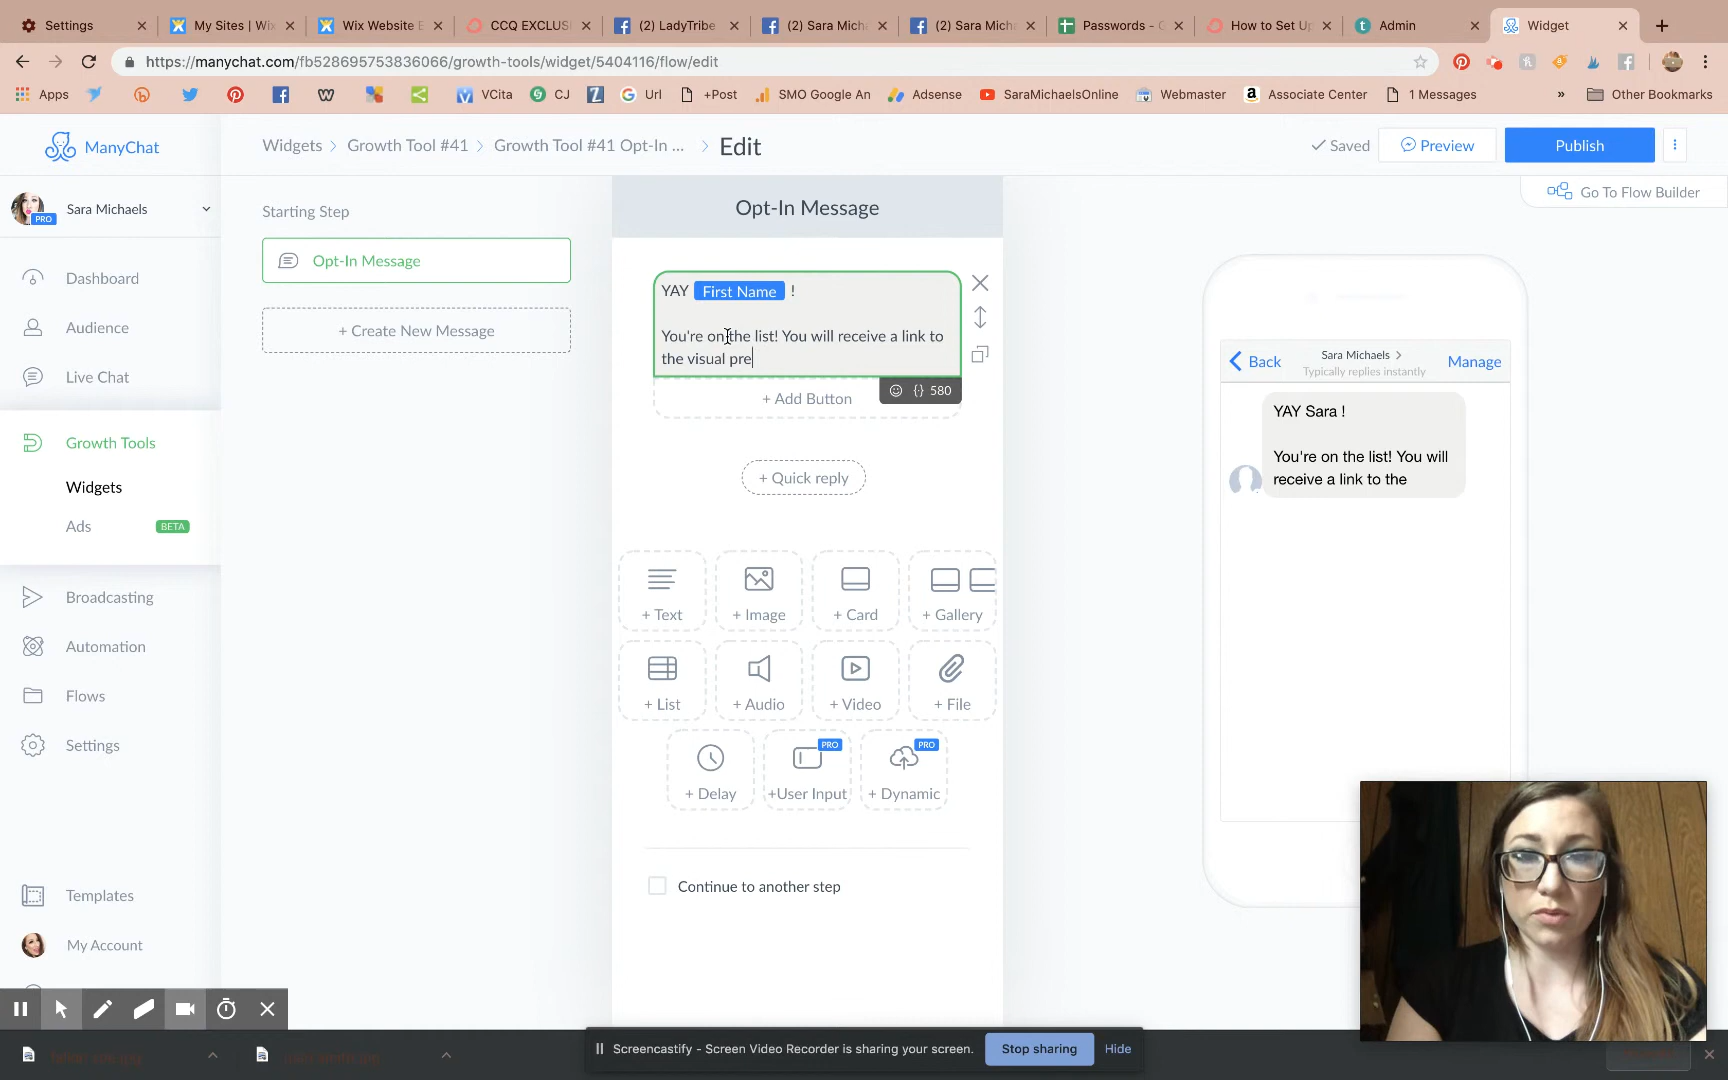 Settings
My Sites | Wix
Wix Website E
CCQ EXCLUSI
(2) LadyTribe
(2) Sara Micha
(2) Sara Mich
Passwords - G
How to Set Up
Admin
Widget
https://manychat.com/fb528695753836066/growth-tools/widget/5404116/flow/edit
Apps
VCita
CJ
Url
+Post
SMO Google An
Adsense
SaraMichaelsOnline
Webmaster
Associate Center
1 Messages
»
Other Bookmarks
ManyChat
Widgets > Growth Tool #41 > Growth Tool #41 Opt-In ... > Edit
Saved
Preview
Publish
Go To Flow Builder
PRO
Sara Michaels
Dashboard
Audience
Live Chat
Growth Tools
Widgets
Ads
BETA
Broadcasting
Automation
Flows
Settings
Templates
My Account
Starting Step
Opt-In Message
+ Create New Message
Opt-In Message
YAY First Name !
You're on the list! You will receive a link to
the visual pre
580
+ Add Button
+ Quick reply
+ Text
+ Image
+ Card
+ Gallery
+ List
+ Audio
+ Video
+ File
+ Delay
PRO
+User Input
PRO
+ Dynamic
Continue to another step
Back
Sara Michaels >
Typically replies instantly
Manage
YAY Sara !
You're on the list! You will
receive a link to the
Screencastify - Screen Video Recorder is sharing your screen.
Stop sharing
Hide